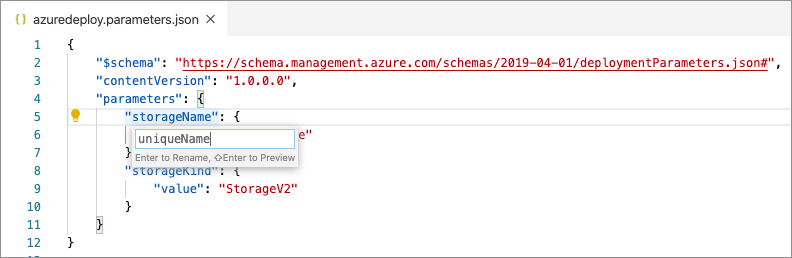 {} azuredeploy.parameters.json ×
1 {
2 "$schema": "https://schema.management.azure.com/schemas/2019-04-01/deploymentParameters.json#",
3 "contentVersion": "1.0.0.0",
4 "parameters": {
5 "storageName": {
6 uniqueName e"
Enter to Rename, ⇧Enter to Preview
7 }
8 "storageKind": {
9 "value": "StorageV2"
10 }
11 }
12 }